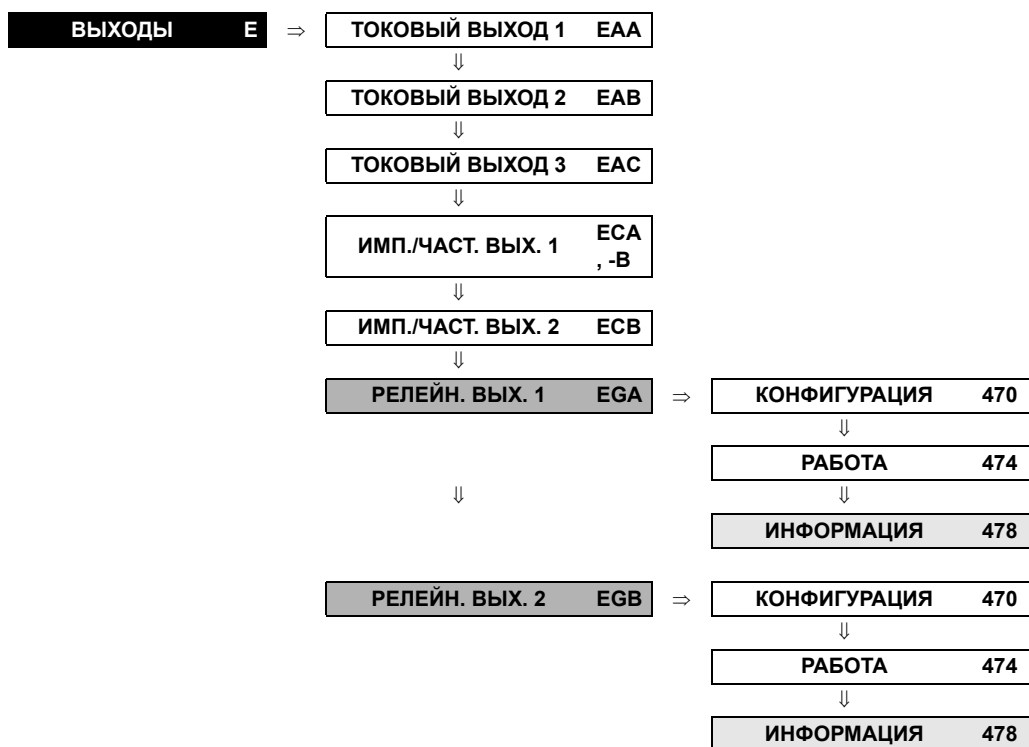 ВЫХОДЫ E ⇒ ТОКОВЫЙ ВЫХОД 1 EAA
⇓
ТОКОВЫЙ ВЫХОД 2 EAB
⇓
ТОКОВЫЙ ВЫХОД 3 EAC
⇓
ИМП./ЧАСТ. ВЫХ. 1 ECA
, -B
⇓
ИМП./ЧАСТ. ВЫХ. 2 ECB
⇓
РЕЛЕЙН. ВЫХ. 1 EGA ⇒ КОНФИГУРАЦИЯ 470
⇓
РАБОТА 474
⇓ ⇓
ИНФОРМАЦИЯ 478
РЕЛЕЙН. ВЫХ. 2 EGB ⇒ КОНФИГУРАЦИЯ 470
⇓
РАБОТА 474
⇓
ИНФОРМАЦИЯ 478